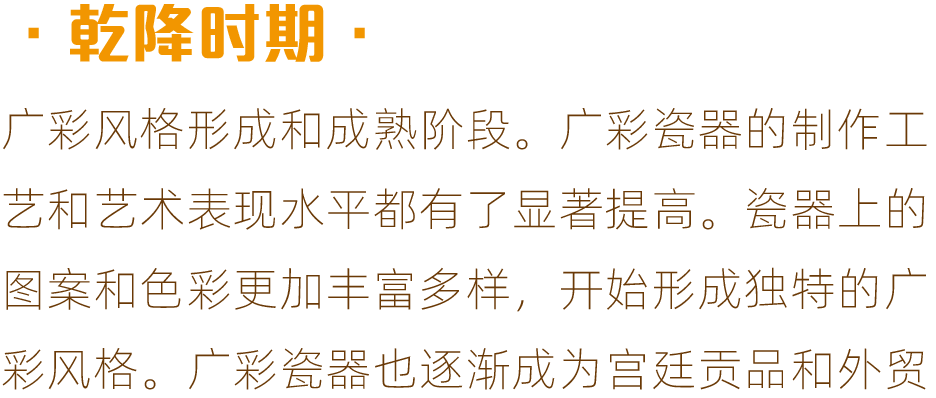 ·乾降时期·
广彩风格形成和成熟阶段。广彩瓷器的制作工
艺和艺术表现水平都有了显著提高。瓷器上的
图案和色彩更加丰富多样，开始形成独特的广
彩风格。广彩瓷器也逐渐成为宫廷贡品和外贸